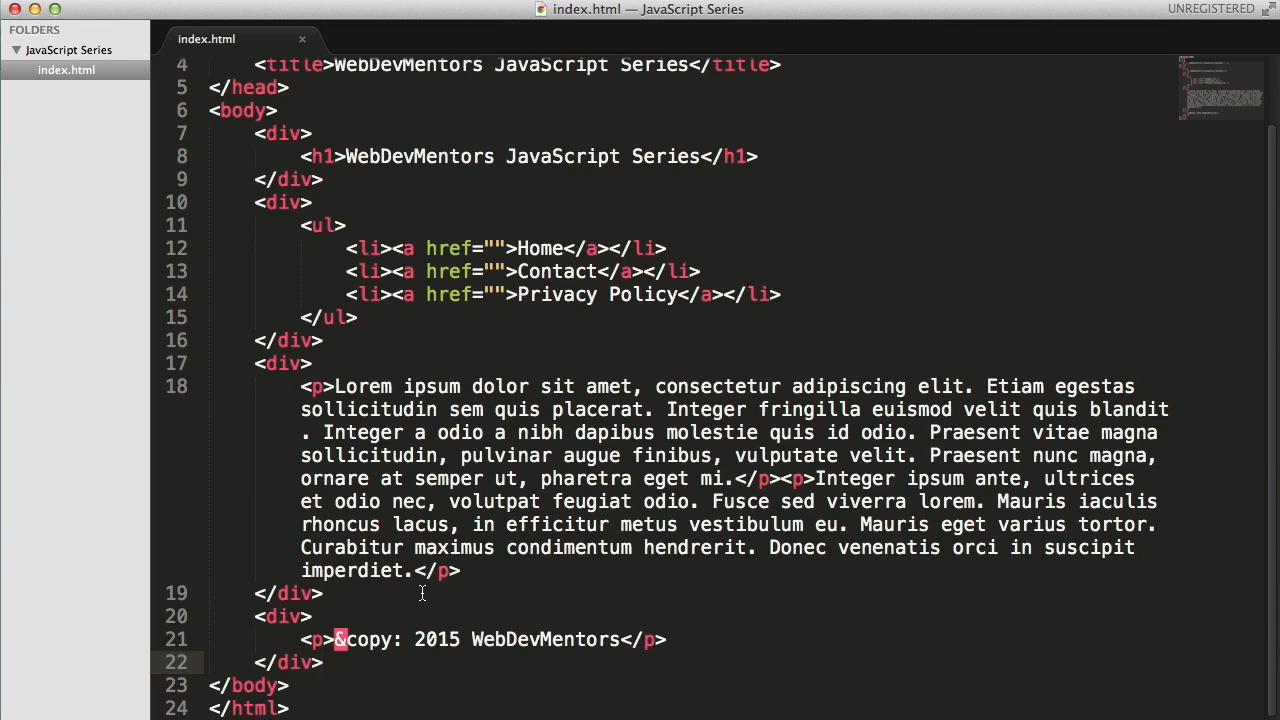 index.html — JavaScript Series
UNREGISTERED
FOLDERS
JavaScript Series
index.html
index.html
4 <title>WebDevMentors JavaScript Series</title>
5 </head>
6 <body>
7 <div>
8 <h1>WebDevMentors JavaScript Series</h1>
9 </div>
10 <div>
11 <ul>
12 <li><a href="">Home</a></li>
13 <li><a href="">Contact</a></li>
14 <li><a href="">Privacy Policy</a></li>
15 </ul>
16 </div>
17 <div>
18 <p>Lorem ipsum dolor sit amet, consectetur adipiscing elit. Etiam egestas
sollicitudin sem quis placerat. Integer fringilla euismod velit quis blandit
. Integer a odio a nibh dapibus molestie quis id odio. Praesent vitae magna
sollicitudin, pulvinar augue finibus, vulputate velit. Praesent nunc magna,
ornare at semper ut, pharetra eget mi.</p><p>Integer ipsum ante, ultrices
et odio nec, volutpat feugiat odio. Fusce sed viverra lorem. Mauris iaculis
rhoncus lacus, in efficitur metus vestibulum eu. Mauris eget varius tortor.
Curabitur maximus condimentum hendrerit. Donec venenatis orci in suscipit
imperdiet.</p>
19 </div>
20 <div>
21 <p>&copy: 2015 WebDevMentors</p>
22 </div>
23 </body>
24 </html>